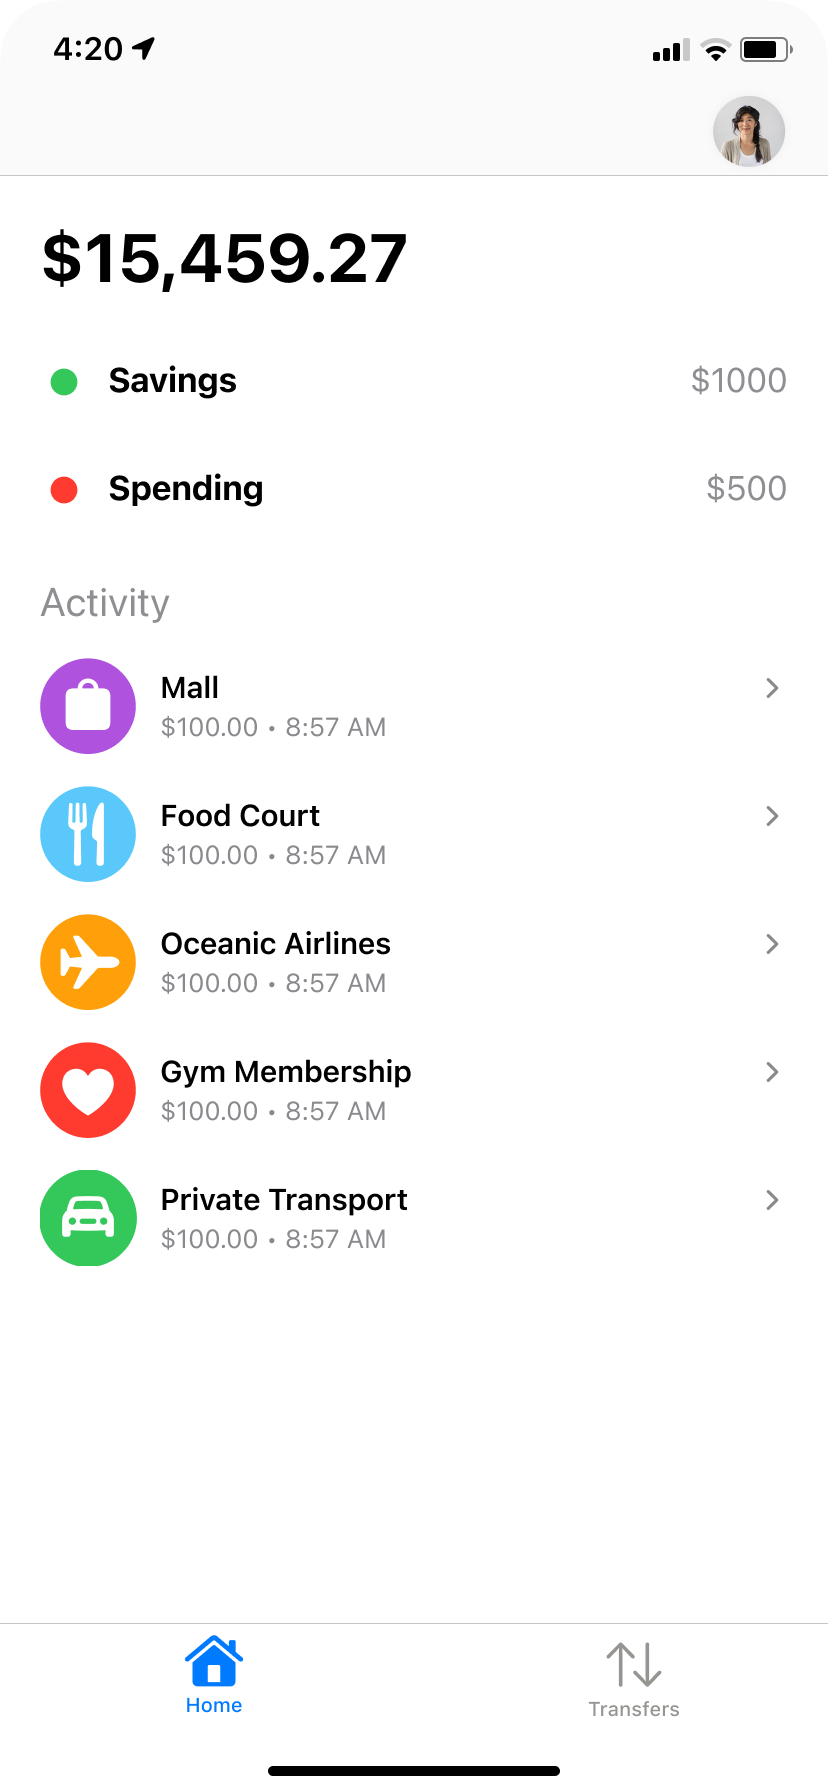 4:20
$15,459.27
Savings $1000
Spending $500
Activity
Mall
$100.00 • 8:57 AM
Food Court
$100.00 • 8:57 AM
Oceanic Airlines
$100.00 • 8:57 AM
Gym Membership
$100.00 • 8:57 AM
Private Transport
$100.00 • 8:57 AM
Home Transfers